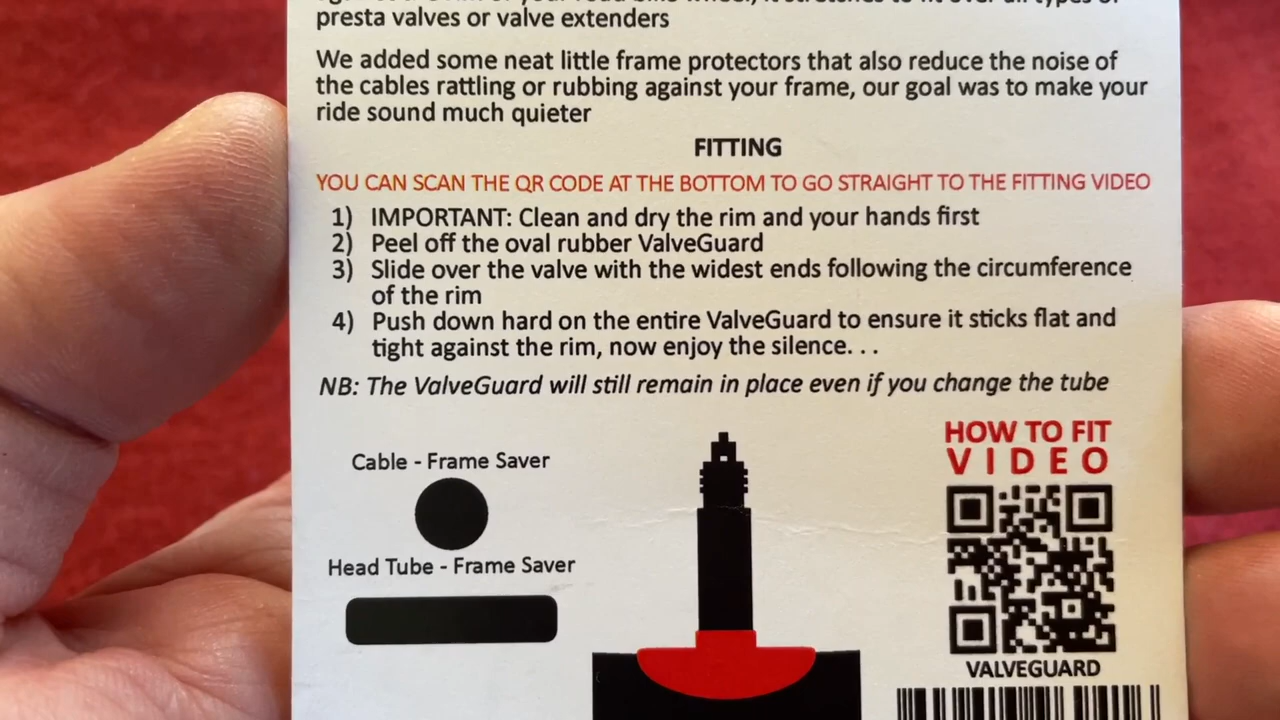 presta valves or valve extenders
We added some neat little frame protectors that also reduce the noise of
the cables rattling or rubbing against your frame, our goal was to make your
ride sound much quieter
FITTING
YOU CAN SCAN THE QR CODE AT THE BOTTOM TO GO STRAIGHT TO THE FITTING VIDEO
1) IMPORTANT: Clean and dry the rim and your hands first
2) Peel off the oval rubber ValveGuard
3) Slide over the valve with the widest ends following the circumference
of the rim
4) Push down hard on the entire ValveGuard to ensure it sticks flat and
tight against the rim, now enjoy the silence. . .
NB: The ValveGuard will still remain in place even if you change the tube
Cable - Frame Saver
Head Tube - Frame Saver
HOW TO FIT
VIDEO
VALVEGUARD